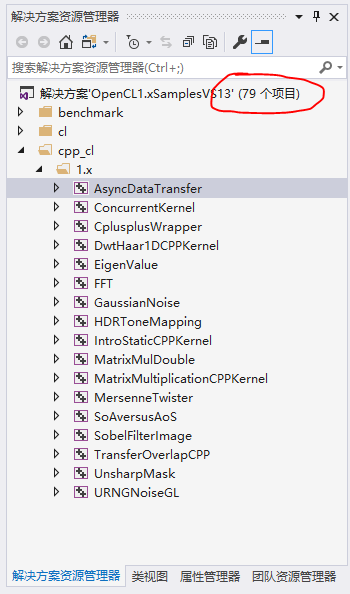 解决方案资源管理器
搜索解决方案资源管理器(Ctrl+;)
解决方案'OpenCL1.xSamplesVS13' (79 个项目)
benchmark
cl
cpp_cl
1.x
AsyncDataTransfer
ConcurrentKernel
CplusplusWrapper
DwtHaar1DCPPKernel
EigenValue
FFT
GaussianNoise
HDRToneMapping
IntroStaticCPPKernel
MatrixMulDouble
MatrixMultiplicationCPPKernel
MersenneTwister
SoAversusAoS
SobelFilterImage
TransferOverlapCPP
UnsharpMask
URNGNoiseGL
解决方案资源管理器 类视图 属性管理器 团队资源管理器